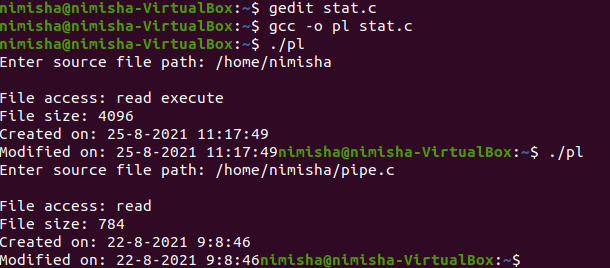 nimisha@nimisha-VirtualBox:~$ gedit stat.c
nimisha@nimisha-VirtualBox:~$ gcc -o pl stat.c
nimisha@nimisha-VirtualBox:~$ ./pl
Enter source file path: /home/nimisha
File access: read execute
File size: 4096
Created on: 25-8-2021 11:17:49
Modified on: 25-8-2021 11:17:49nimisha@nimisha-VirtualBox:~$ ./pl
Enter source file path: /home/nimisha/pipe.c
File access: read
File size: 784
Created on: 22-8-2021 9:8:46
Modified on: 22-8-2021 9:8:46nimisha@nimisha-VirtualBox:~$